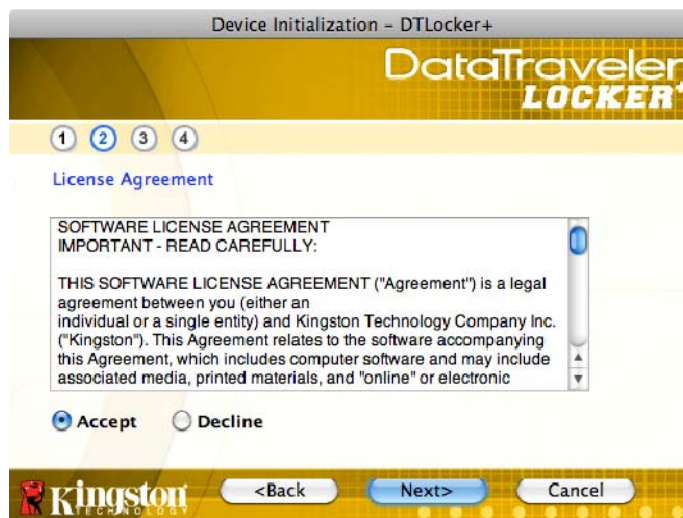 Device Initialization – DTLocker+
DataTraveler
LOCKER+
1 2 3 4
License Agreement
SOFTWARE LICENSE AGREEMENT
IMPORTANT - READ CAREFULLY:
THIS SOFTWARE LICENSE AGREEMENT ("Agreement") is a legal
agreement between you (either an
individual or a single entity) and Kingston Technology Company Inc.
("Kingston"). This Agreement relates to the software accompanying
this Agreement, which includes computer software and may include
associated media, printed materials, and "online" or electronic
Accept Decline
Kingston
TECHNOLOGY
<Back Next> Cancel